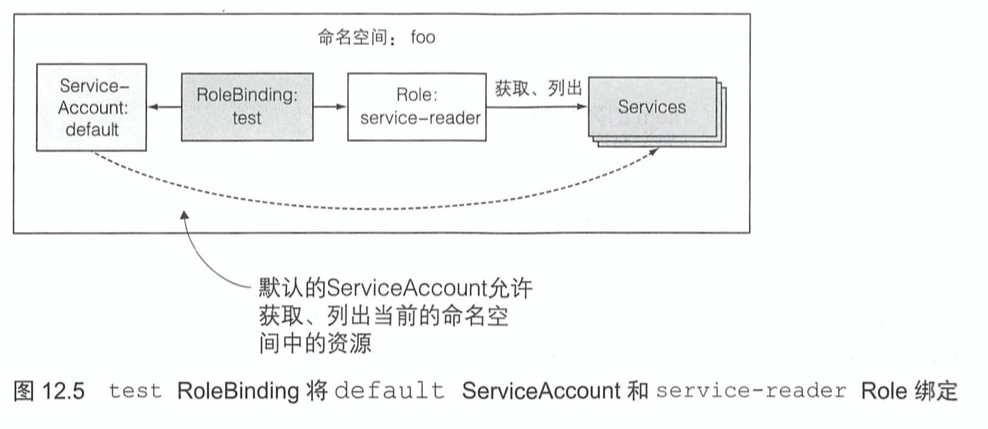 命名空间：foo
Service-
Account:
default
RoleBinding:
test
Role:
service-reader
获取、列出
Services
默认的ServiceAccount允许
获取、列出当前的命名空
间中的资源
图 12.5 test RoleBinding 将 default ServiceAccount 和 service-reader Role 绑定